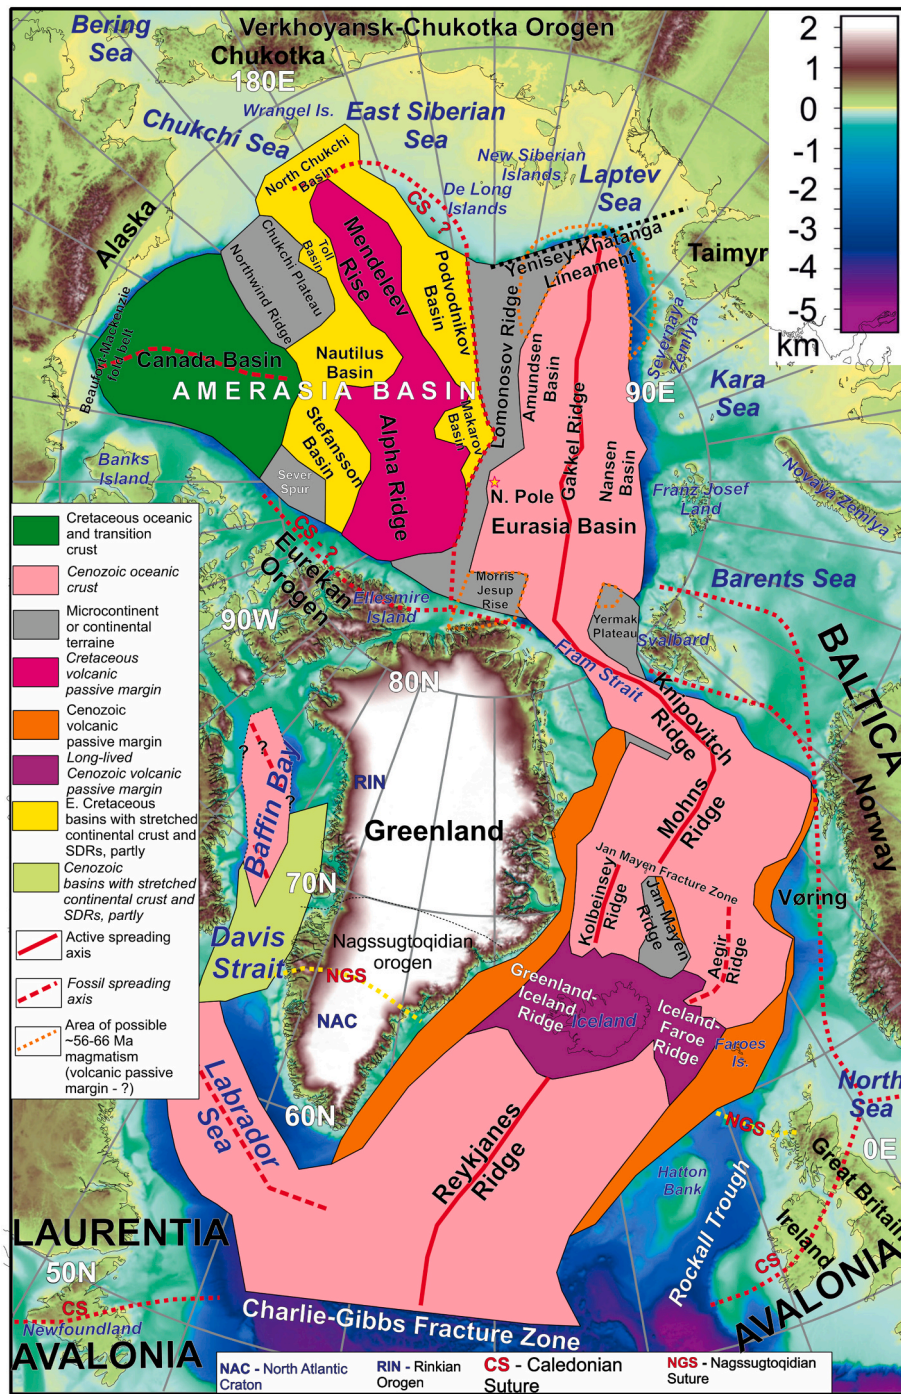 Bering
Sea
Verkhoyansk-Chukotka Orogen
Chukotka
180E
Wrangel Is.
East Siberian
Sea
Chukchi Sea
New Siberian
Islands
Laptev
Sea
De Long
Islands
CS - ?
North Chukchi
Basin
2
1
0
-1
-2
-3
-4
-5
km
Alaska
Taimyr
Yenisey-Khatanga
Lineament
Severnaya
Zemlya
Chukchi Plateau
Northwind Ridge
Toll
Basin
Mendeleev
Rise
Podvodnikov
Basin
Lomonosov Ridge
Amundsen
Basin
Gakkel Ridge
Nansen
Basin
90E
Kara
Sea
Beaufort-Mackenzie
fold belt
Canada Basin
Nautilus
Basin
AMERASIA BASIN
Makarov
Basin
Stefansson
Basin
Alpha Ridge
Sever
Spur
Banks
Island
N. Pole
Eurasia Basin
Franz Josef
Land
Novaya Zemlya
CS - ?
Eurekan
Orogen
Ellesmire
Island
Morris
Jesup
Rise
Yermak
Plateau
Svalbard
Barents Sea
90W
80N
Fram Strait
Knipovitch
Ridge
BALTICA
Norway
Cretaceous oceanic
and transition
crust
Cenozoic oceanic
crust
Microcontinent
or continental
terraine
Cretaceous
volcanic
passive margin
Cenozoic
volcanic
passive margin
Long-lived
Cenozoic volcanic
passive margin
E. Cretaceous
basins with stretched
continental crust and
SDRs, partly
Cenozoic
basins with stretched
continental crust and
SDRs, partly
Active spreading
axis
Fossil spreading
axis
Area of possible
~56-66 Ma
magmatism
(volcanic passive
margin - ?)
?
?
?
Baffin Bay
RIN
Greenland
Mohns
Ridge
Jan Mayen Fracture Zone
Kolbeinsey
Ridge
Jan-Mayen
Ridge
Aegir
Ridge
Vøring
70N
Davis
Strait
Nagssugtoqidian
orogen
NGS
NAC
Greenland-
Iceland
Ridge
Iceland
Iceland-
Faroe
Ridge
Faroes
Is.
North
Sea
Labrador
Sea
60N
Reykjanes
Ridge
NGS
0E
Hatton
Bank
Rockall Trough
Great Britain
Ireland
CS
LAURENTIA
50N
CS
Newfoundland
AVALONIA
AVALONIA
Charlie-Gibbs Fracture Zone
NAC - North Atlantic
Craton
RIN - Rinkian
Orogen
CS - Caledonian
Suture
NGS - Nagssugtoqidian
Suture